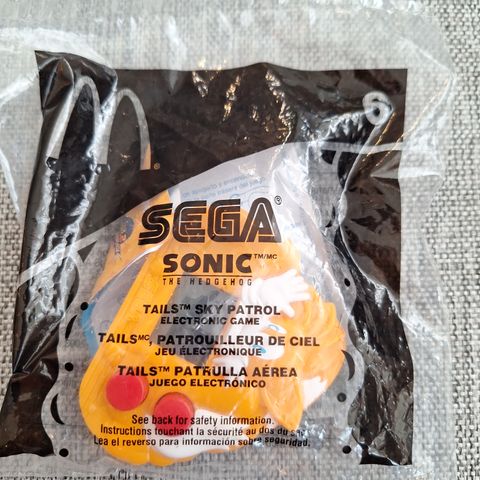 6
SEGA®
SONIC™/MC
THE HEDGEHOG
TAILS™ SKY PATROL
ELECTRONIC GAME
TAILSMC, PATROUILLEUR DE CIEL
JEU ÉLECTRONIQUE
TAILS™ PATRULLA AÉREA
JUEGO ELECTRÓNICO
See back for safety information.
Instructions touchant la sécurité au dos du sac.
Lea el reverso para información sobre seguridad.